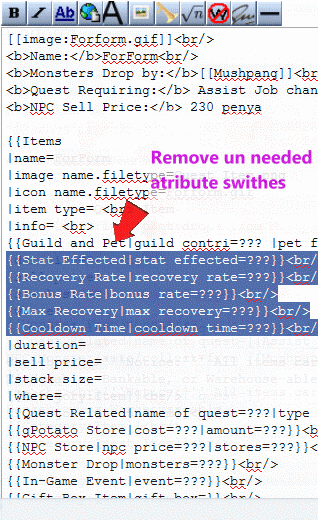 B I U Ab A √n W
[[image:Forform.gif]]<br/>
<b>Name:</b>ForForm<br/>
<b>Monsters Drop by:</b>[[Mushpang]]<br
<b>Quest Requiring:</b> Assist Job chan
<b>NPC Sell Price:</b> 230 penya
{{Items
|name=
|image name.filetype=
|icon name.filetype=
|item type= <br>
|info= <br>
Remove un needed
atribute swithes
{{Guild and Pet|guild contri=??? |pet f
{{Stat Effected|stat effected=???}}<br/
{{Recovery Rate|recovery rate=???}}<br/
{{Bonus Rate|bonus rate=???}}<br/>
{{Max Recovery|max recovery=???}}<br/>
{{Cooldown Time|cooldown time=???}}<br/
|duration=
|sell price=
|stack size=
|where=
{{Quest Related|name of quest=???|type
{{gPotato Store|cost=???|amount=???}}<b
{{NPC Store|npc price=???|stores=???}}<
{{Monster Drop|monsters=???}}<br/>
{{In-Game Event|event=???}}<br/>
{{Gift Box Item|gift box=}}<br/>